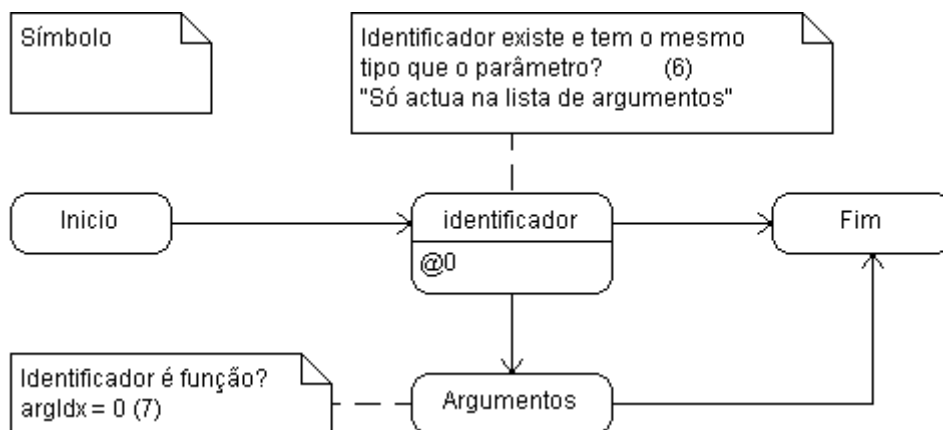 Símbolo
Identificador existe e tem o mesmo
tipo que o parâmetro? (6)
"Só actua na lista de argumentos"
Inicio
identificador
@0
Fim
Identificador é função?
argIdx = 0 (7)
Argumentos